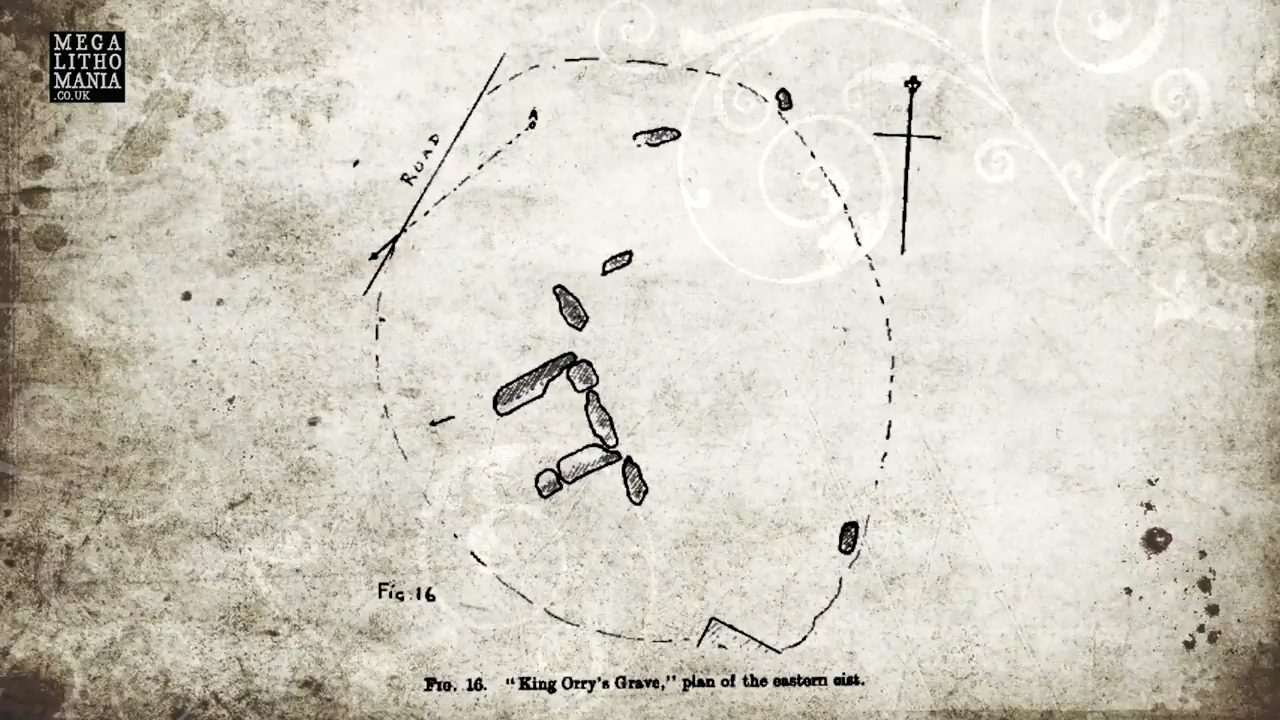 MEGA
LITHO
MANIA
.CO.UK
ROAD
A
Fig. 16
FIG. 16. "King Orry's Grave," plan of the eastern cist.